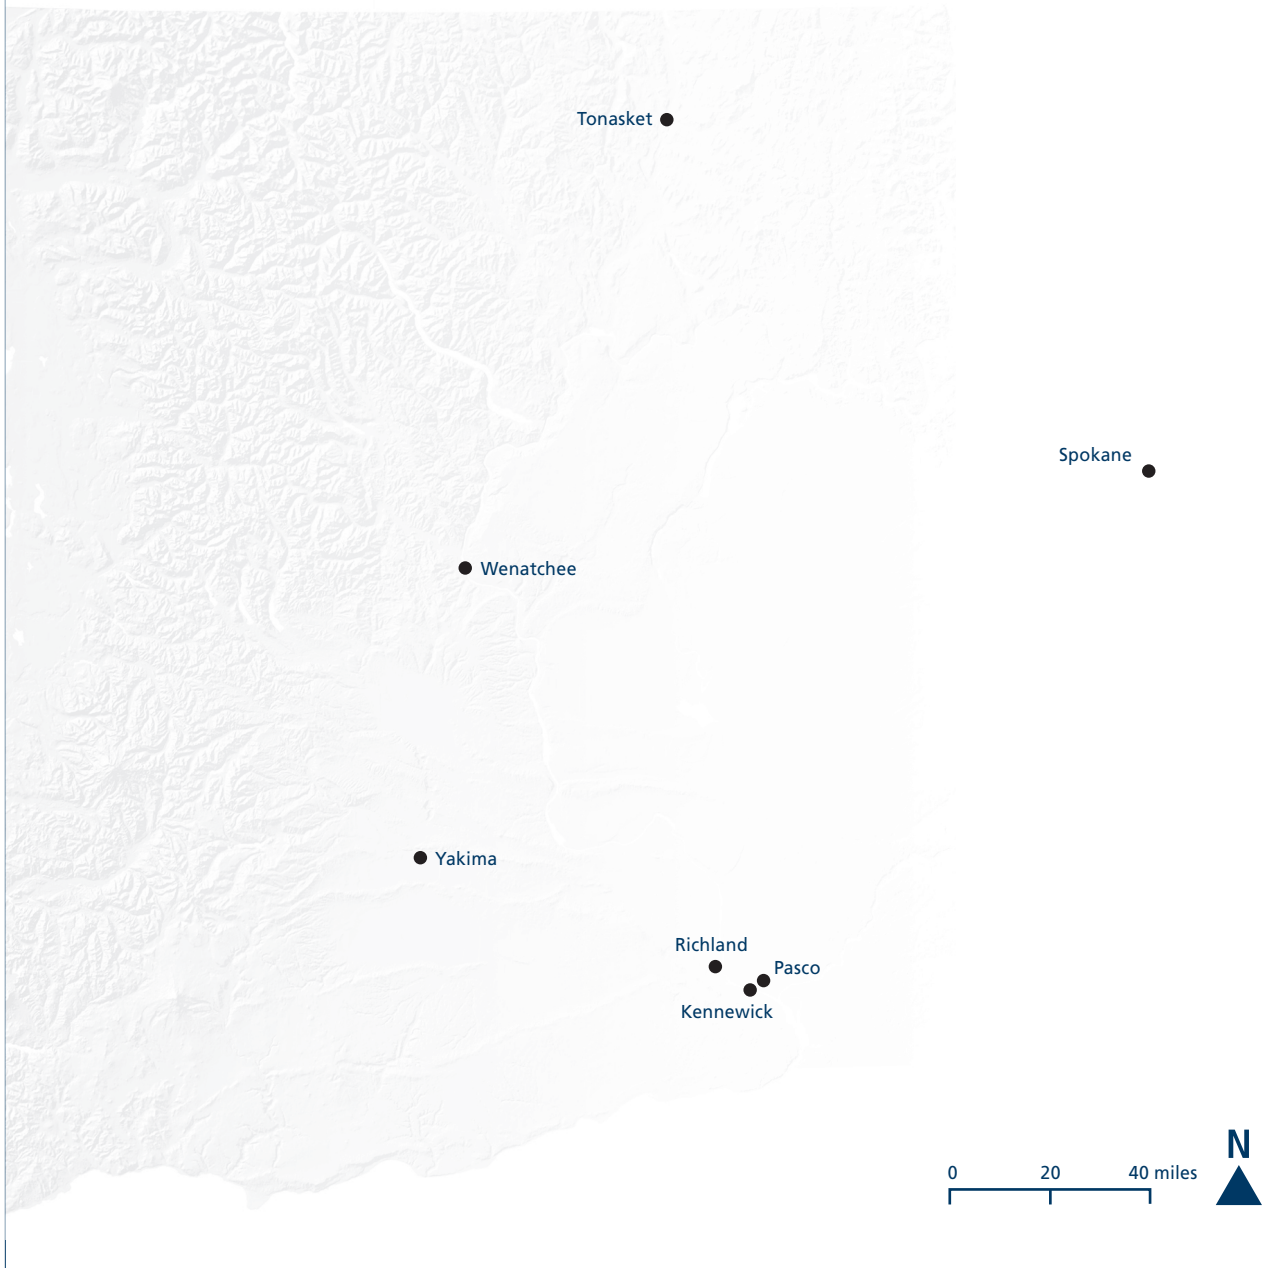 Tonasket
Spokane
Wenatchee
Yakima
Richland
Pasco
Kennewick
N
0 20 40 miles